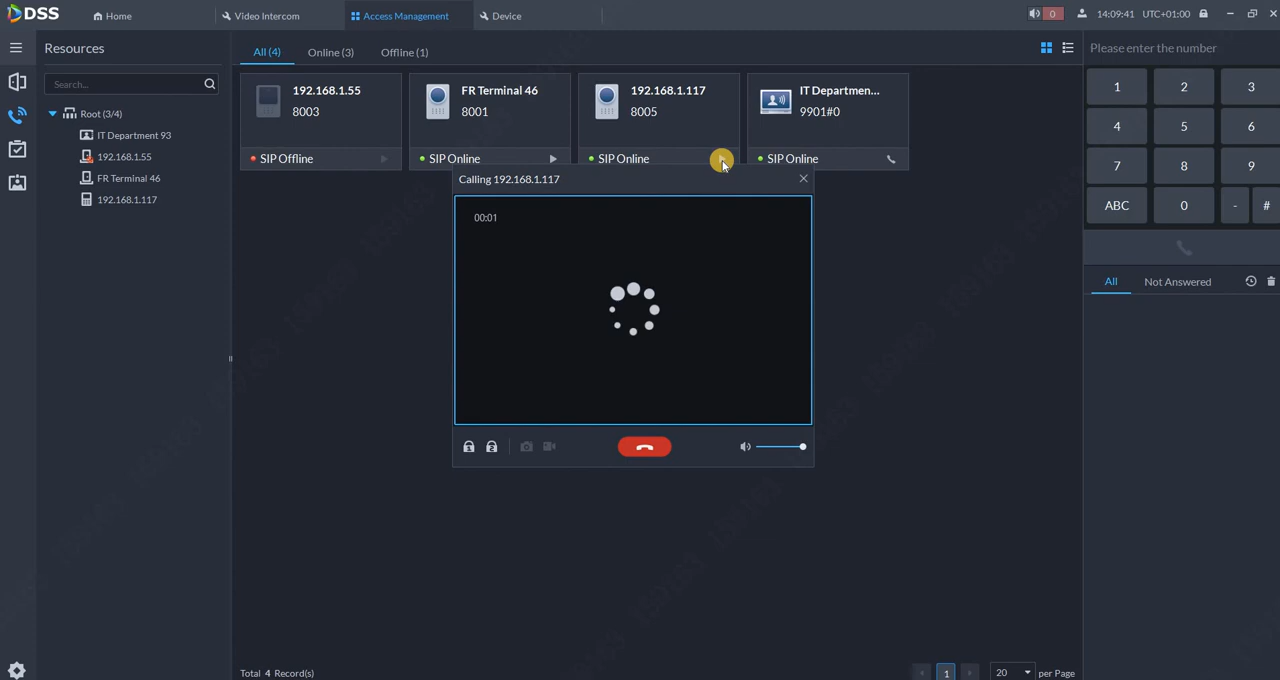 DSS
Home
Video Intercom
Access Management
Device
0
14:09:41 UTC+01:00
Resources
Search...
Root (3/4)
IT Department 93
192.168.1.55
FR Terminal 46
192.168.1.117
All (4)
Online (3)
Offline (1)
192.168.1.55
8003
SIP Offline
FR Terminal 46
8001
SIP Online
192.168.1.117
8005
SIP Online
IT Departmen...
9901#0
SIP Online
Calling 192.168.1.117
00:01
1
2
Please enter the number
1 2 3
4 5 6
7 8 9
ABC 0 - #
All
Not Answered
Total 4 Record(s)
1
20
per Page